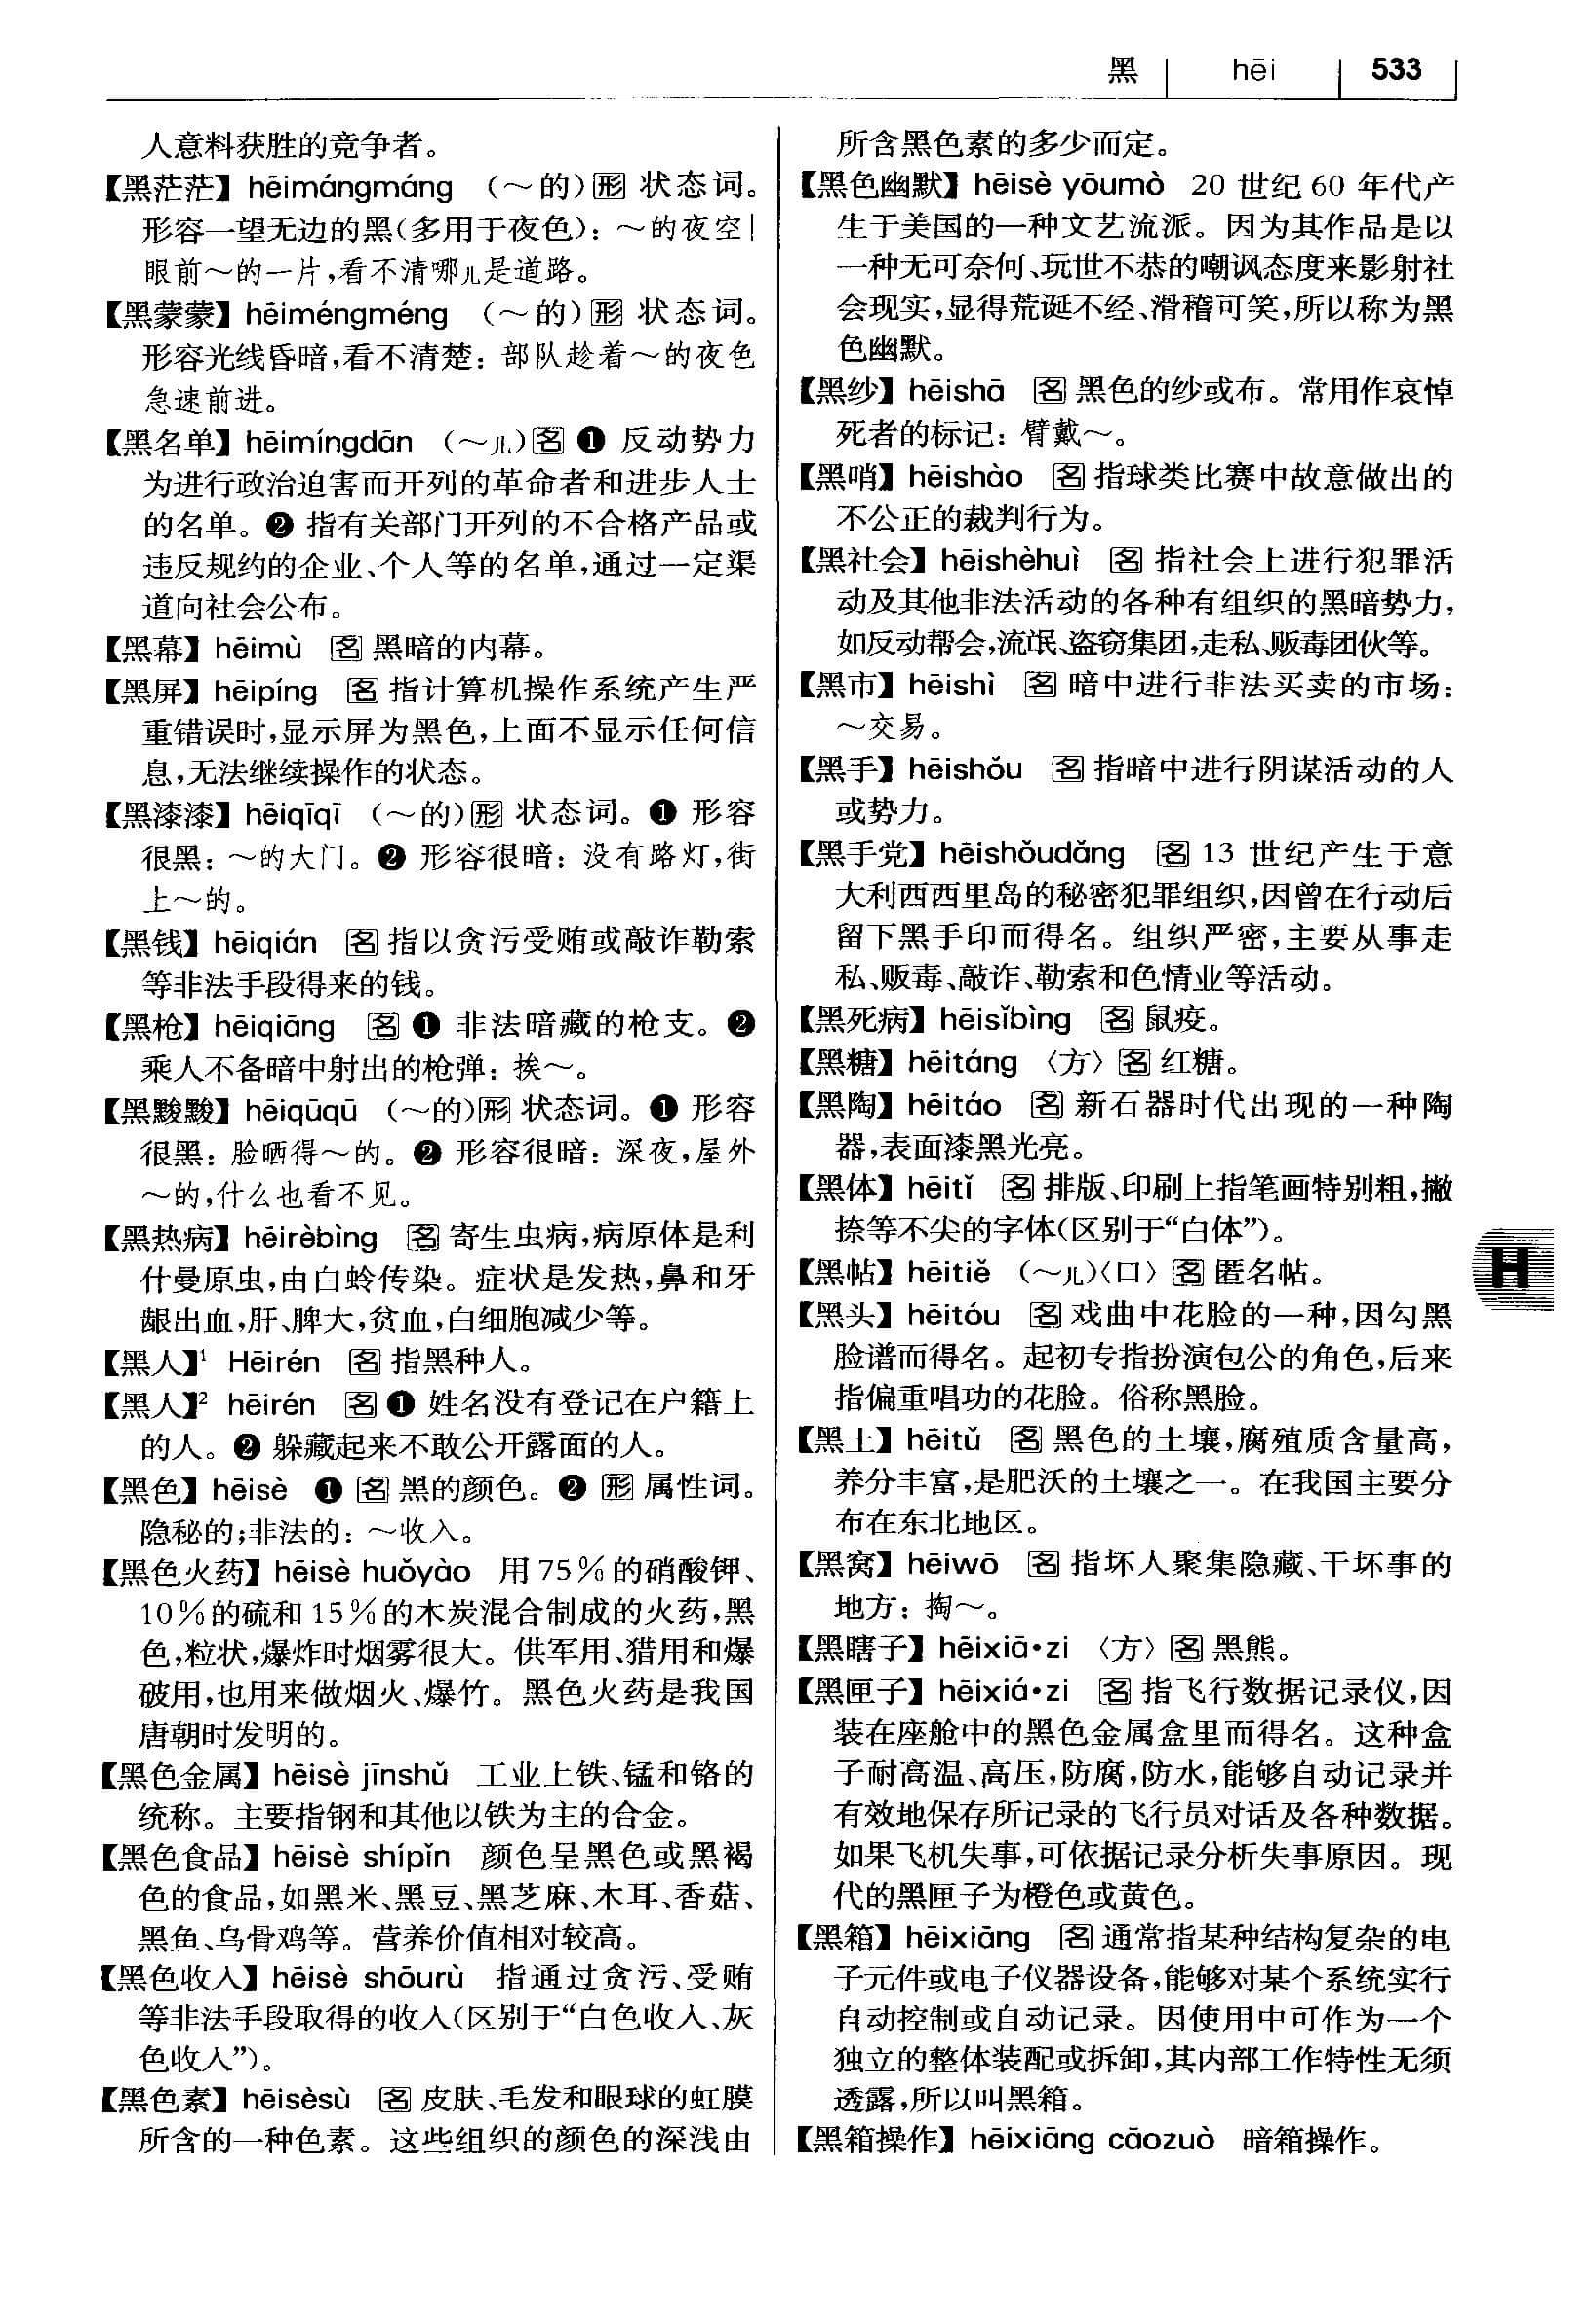 黑 hēi 533
人意料获胜的竞争者。
【黑茫茫】hēimángmáng (～的)形 状态词。
形容一望无边的黑(多用于夜色)：～的夜空|
眼前～的一片，看不清哪儿是道路。
【黑蒙蒙】hēiméngméng (～的)形 状态词。
形容光线昏暗，看不清楚：部队趁着～的夜色
急速前进。
【黑名单】hēimíngdān (～儿)名 ❶ 反动势力
为进行政治迫害而开列的革命者和进步人士
的名单。❷ 指有关部门开列的不合格产品或
违反规约的企业、个人等的名单，通过一定渠
道向社会公布。
【黑幕】hēimù 名 黑暗的内幕。
【黑屏】hēipíng 名 指计算机操作系统产生严
重错误时，显示屏为黑色，上面不显示任何信
息，无法继续操作的状态。
【黑漆漆】hēiqīqī (～的)形 状态词。❶ 形容
很黑：～的大门。❷ 形容很暗：没有路灯，街
上～的。
【黑钱】hēiqián 名 指以贪污受贿或敲诈勒索
等非法手段得来的钱。
【黑枪】hēiqiāng 名 ❶ 非法暗藏的枪支。❷
乘人不备暗中射出的枪弹：挨～。
【黑黢黢】hēiqūqū (～的)形 状态词。❶ 形容
很黑：脸晒得～的。❷ 形容很暗：深夜，屋外
～的，什么也看不见。
【黑热病】hēirèbìng 名 寄生虫病，病原体是利
什曼原虫，由白蛉传染。症状是发热，鼻和牙
龈出血，肝、脾大，贫血，白细胞减少等。
【黑人】¹ Hēirén 名 指黑种人。
【黑人】² hēirén 名 ❶ 姓名没有登记在户籍上
的人。❷ 躲藏起来不敢公开露面的人。
【黑色】hēisè ❶ 名 黑的颜色。❷ 形 属性词。
隐秘的；非法的：～收入。
【黑色火药】hēisè huǒyào 用 75％的硝酸钾、
10％的硫和 15％的木炭混合制成的火药，黑
色，粒状，爆炸时烟雾很大。供军用、猎用和爆
破用，也用来做烟火、爆竹。黑色火药是我国
唐朝时发明的。
【黑色金属】hēisè jīnshǔ 工业上铁、锰和铬的
统称。主要指钢和其他以铁为主的合金。
【黑色食品】hēisè shípǐn 颜色呈黑色或黑褐
色的食品，如黑米、黑豆、黑芝麻、木耳、香菇、
黑鱼、乌骨鸡等。营养价值相对较高。
【黑色收入】hēisè shōurù 指通过贪污、受贿
等非法手段取得的收入(区别于“白色收入、灰
色收入”)。
【黑色素】hēisèsù 名 皮肤、毛发和眼球的虹膜
所含的一种色素。这些组织的颜色的深浅由
所含黑色素的多少而定。
【黑色幽默】hēisè yōumò 20 世纪 60 年代产
生于美国的一种文艺流派。因为其作品是以
一种无可奈何、玩世不恭的嘲讽态度来影射社
会现实，显得荒诞不经、滑稽可笑，所以称为黑
色幽默。
【黑纱】hēishā 名 黑色的纱或布。常用作哀悼
死者的标记：臂戴～。
【黑哨】hēishào 名 指球类比赛中故意做出的
不公正的裁判行为。
【黑社会】hēishèhuì 名 指社会上进行犯罪活
动及其他非法活动的各种有组织的黑暗势力，
如反动帮会，流氓、盗窃集团，走私、贩毒团伙等。
【黑市】hēishì 名 暗中进行非法买卖的市场：
～交易。
【黑手】hēishǒu 名 指暗中进行阴谋活动的人
或势力。
【黑手党】hēishǒudǎng 名 13 世纪产生于意
大利西西里岛的秘密犯罪组织，因曾在行动后
留下黑手印而得名。组织严密，主要从事走
私、贩毒、敲诈、勒索和色情业等活动。
【黑死病】hēisǐbìng 名 鼠疫。
【黑糖】hēitáng 〈方〉名 红糖。
【黑陶】hēitáo 名 新石器时代出现的一种陶
器，表面漆黑光亮。
【黑体】hēitǐ 名 排版、印刷上指笔画特别粗，撇
捺等不尖的字体(区别于“白体”)。
【黑帖】hēitiě (～儿)〈口〉名 匿名帖。
【黑头】hēitóu 名 戏曲中花脸的一种，因勾黑
脸谱而得名。起初专指扮演包公的角色，后来
指偏重唱功的花脸。俗称黑脸。
【黑土】hēitǔ 名 黑色的土壤，腐殖质含量高，
养分丰富，是肥沃的土壤之一。在我国主要分
布在东北地区。
【黑窝】hēiwō 名 指坏人聚集隐藏、干坏事的
地方：掏～。
【黑瞎子】hēixiā•zi 〈方〉名 黑熊。
【黑匣子】hēixiá•zi 名 指飞行数据记录仪，因
装在座舱中的黑色金属盒里而得名。这种盒
子耐高温、高压，防腐，防水，能够自动记录并
有效地保存所记录的飞行员对话及各种数据。
如果飞机失事，可依据记录分析失事原因。现
代的黑匣子为橙色或黄色。
【黑箱】hēixiāng 名 通常指某种结构复杂的电
子元件或电子仪器设备，能够对某个系统实行
自动控制或自动记录。因使用中可作为一个
独立的整体装配或拆卸，其内部工作特性无须
透露，所以叫黑箱。
【黑箱操作】hēixiāng cāozuò 暗箱操作。
H